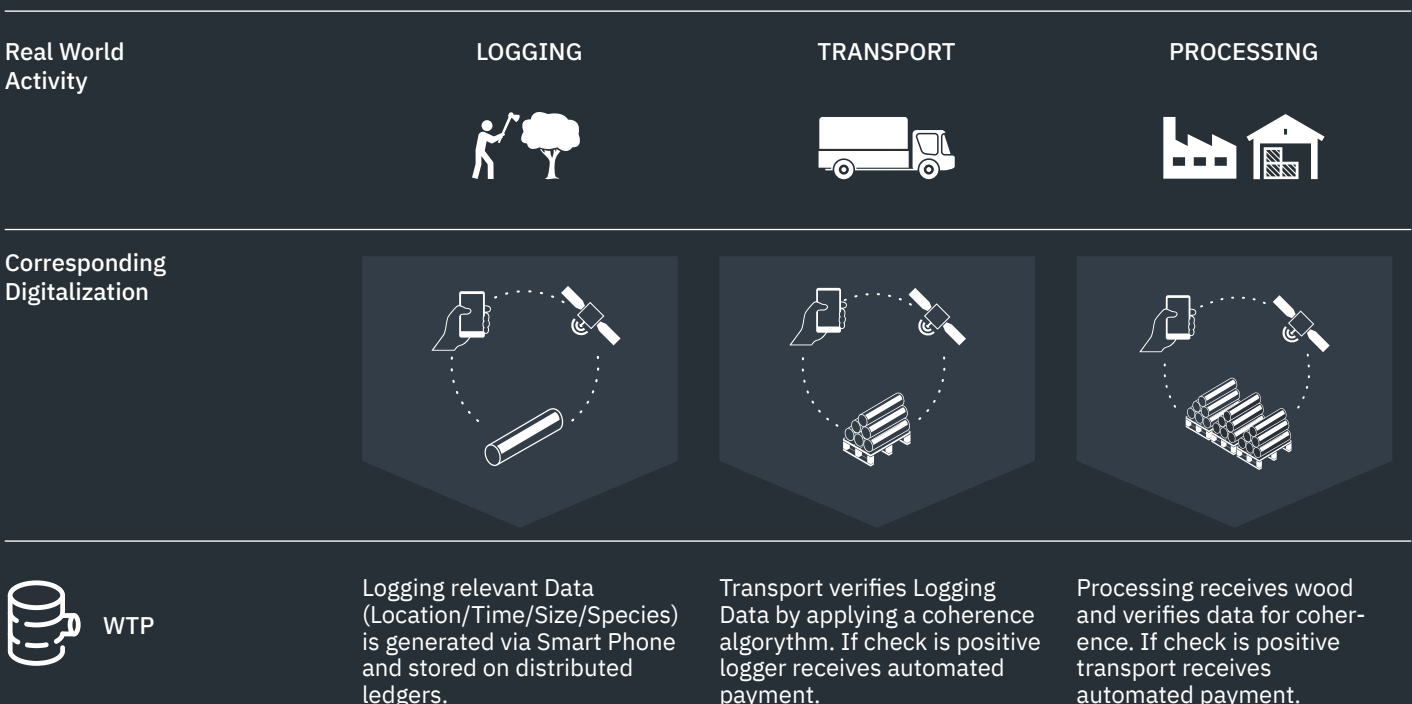 Real World
Activity
LOGGING
TRANSPORT
PROCESSING
Corresponding
Digitalization
WTP
Logging relevant Data
(Location/Time/Size/Species)
is generated via Smart Phone
and stored on distributed
ledgers.
Transport verifies Logging
Data by applying a coherence
algorythm. If check is positive
logger receives automated
payment.
Processing receives wood
and verifies data for coher-
ence. If check is positive
transport receives
automated payment.